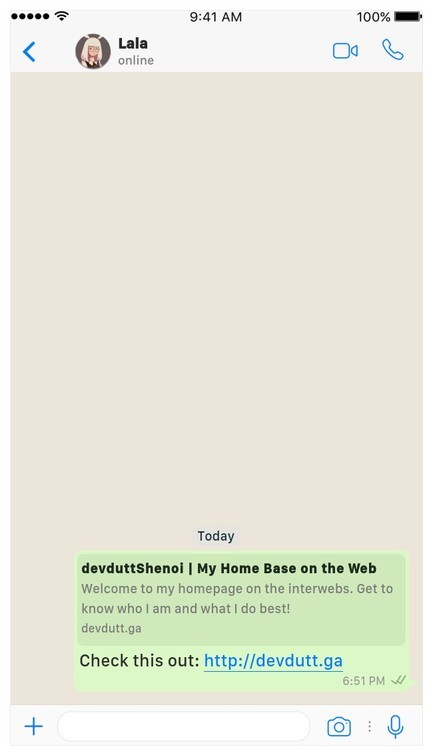 9:41 AM 100%
Lala
online
Today
devduttShenoi | My Home Base on the Web
Welcome to my homepage on the interwebs. Get to
know who I am and what I do best!
devdutt.ga
Check this out: http://devdutt.ga
6:51 PM